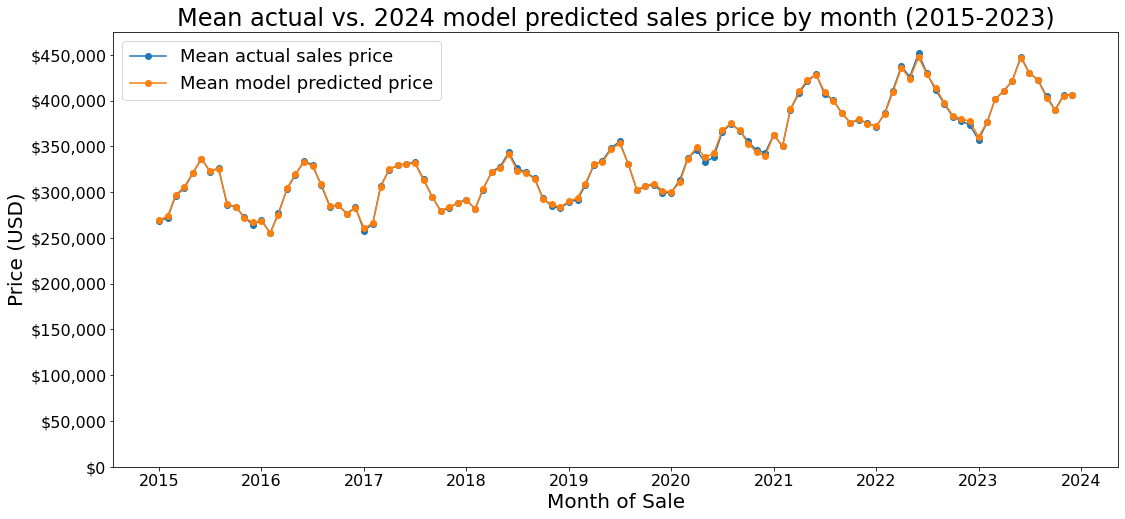 Mean actual vs. 2024 model predicted sales price by month (2015-2023)
Mean actual sales price
Mean model predicted price
Price (USD)
$450,000
$400,000
$350,000
$300,000
$250,000
$200,000
$150,000
$100,000
$50,000
$0
2015 2016 2017 2018 2019 2020 2021 2022 2023 2024
Month of Sale